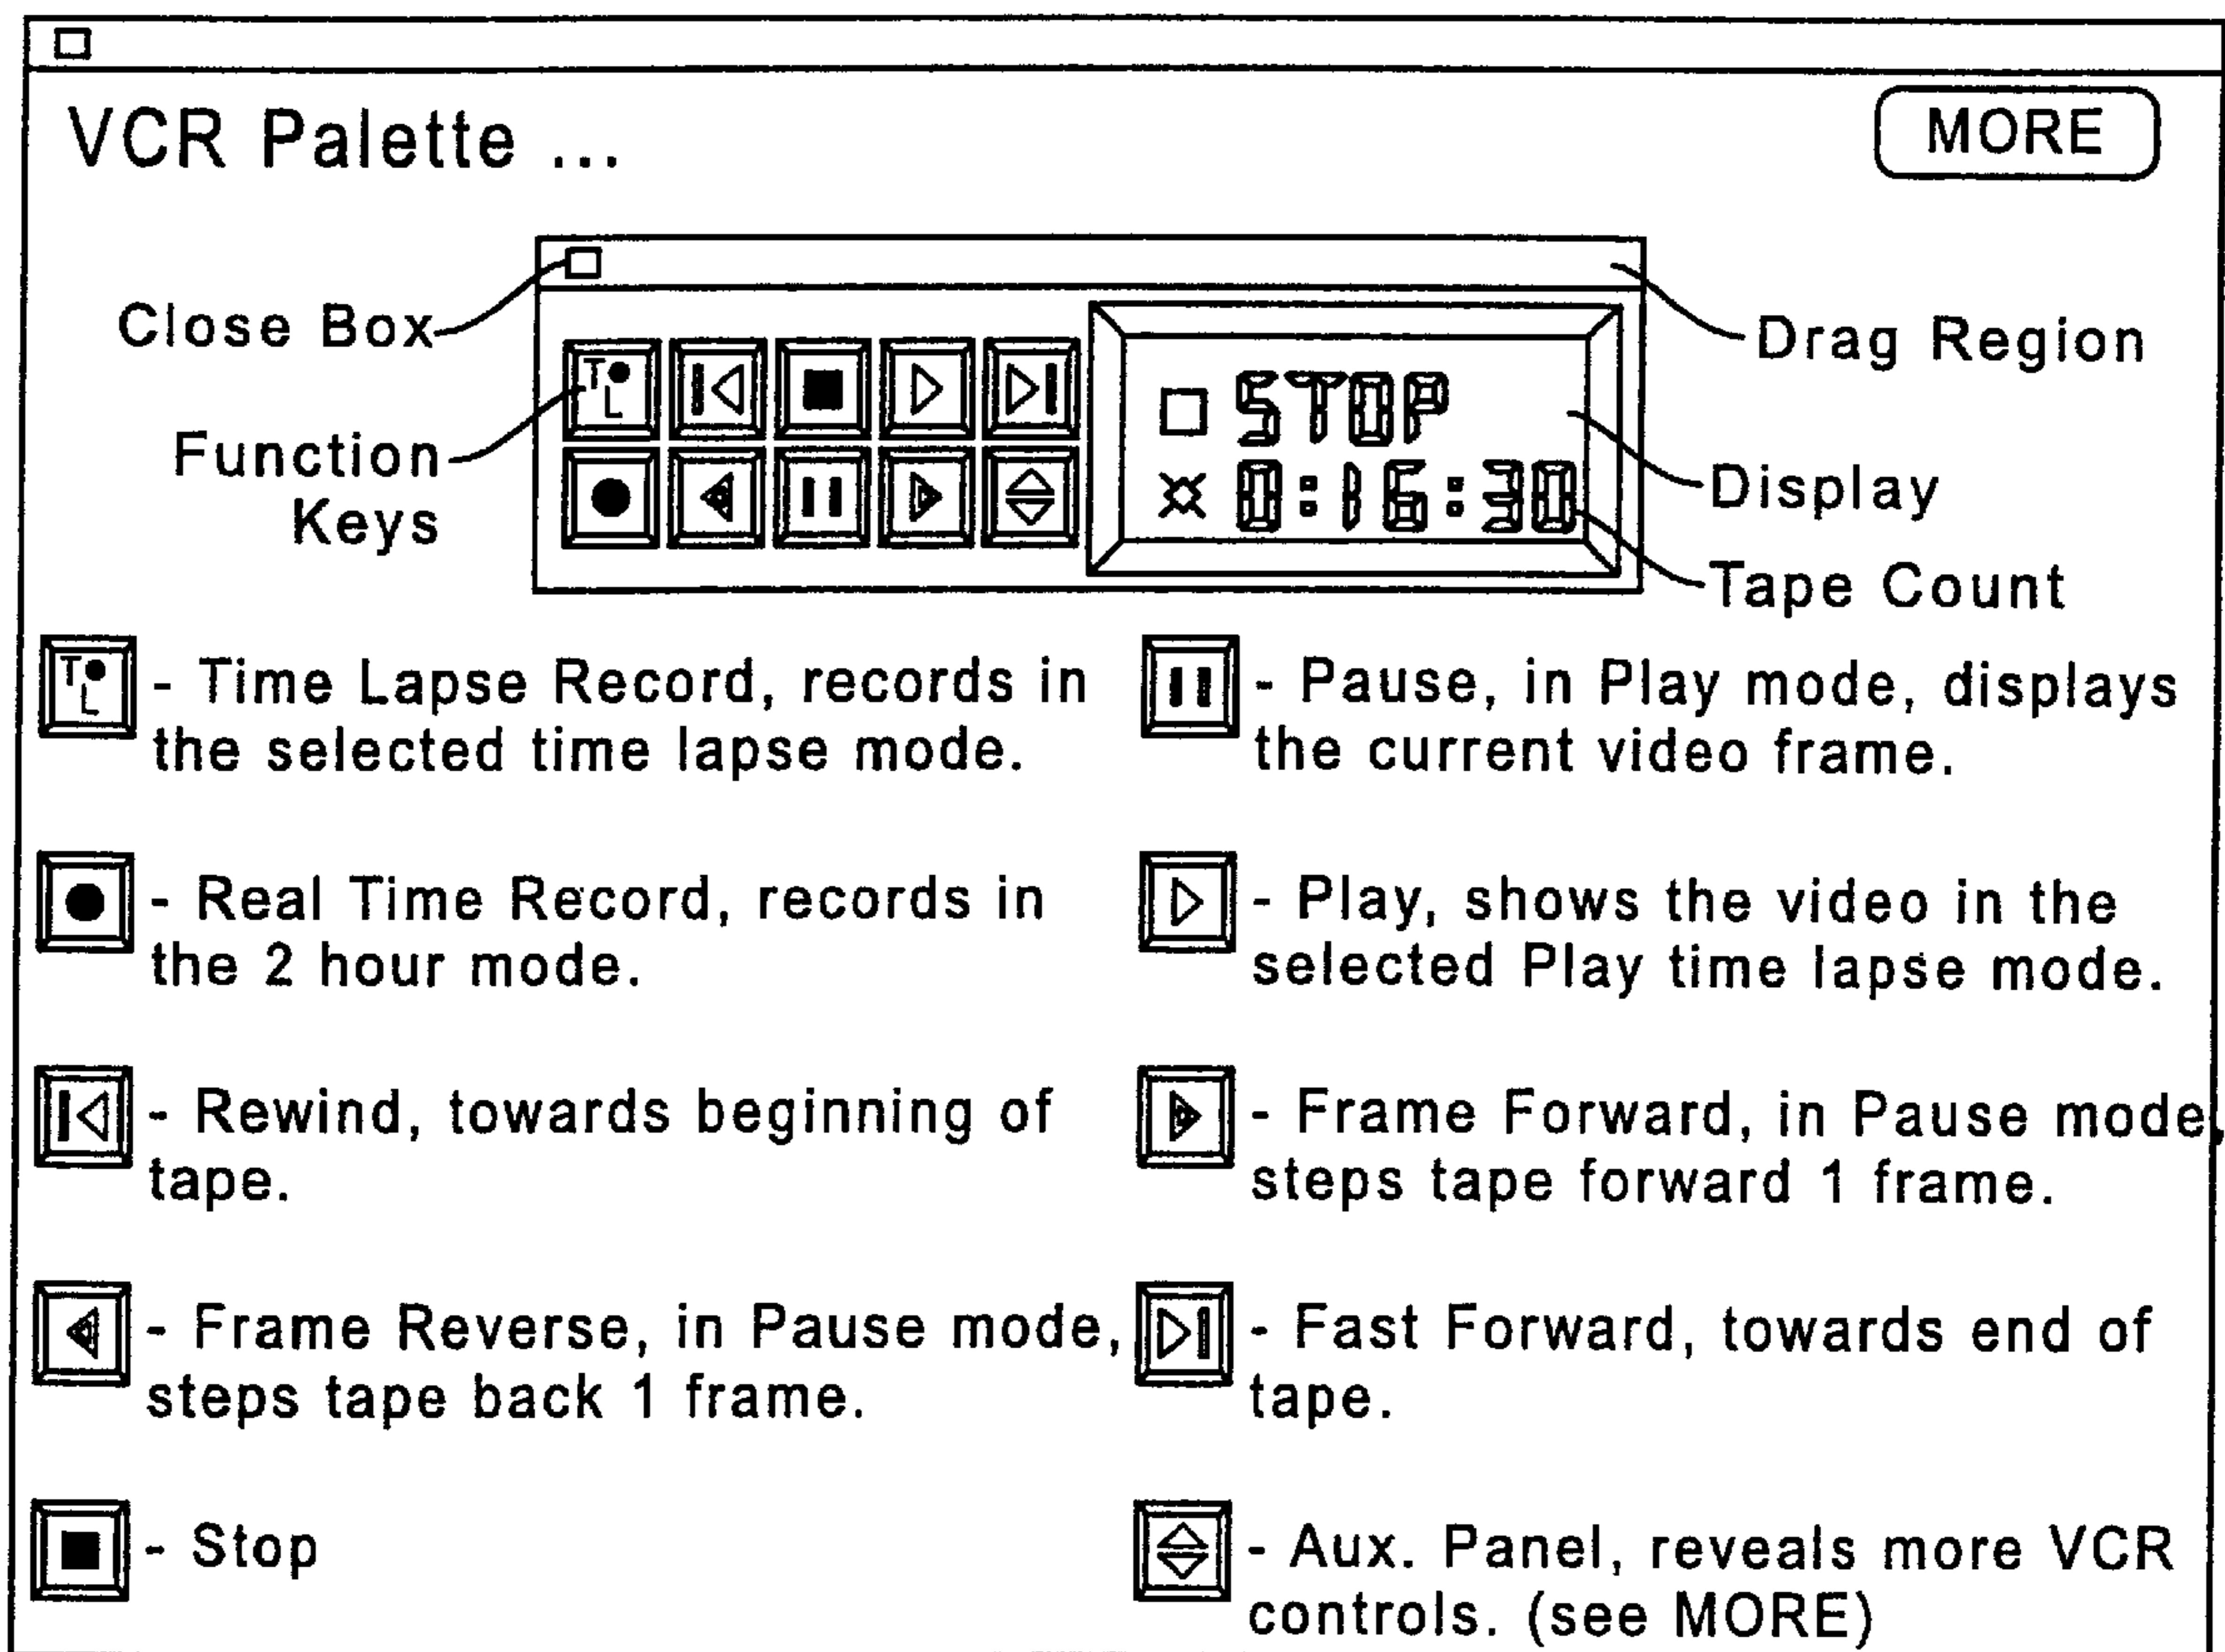 VCR Palette ...
MORE
Close Box
Drag Region
Function
Keys
T
L
STOP
0:16:30
Display
Tape Count
T
L
- Time Lapse Record, records in
the selected time lapse mode.
- Pause, in Play mode, displays
the current video frame.
- Real Time Record, records in
the 2 hour mode.
- Play, shows the video in the
selected Play time lapse mode.
- Rewind, towards beginning of
tape.
- Frame Forward, in Pause mode,
steps tape forward 1 frame.
- Frame Reverse, in Pause mode,
steps tape back 1 frame.
- Fast Forward, towards end of
tape.
- Stop
- Aux. Panel, reveals more VCR
controls. (see MORE)